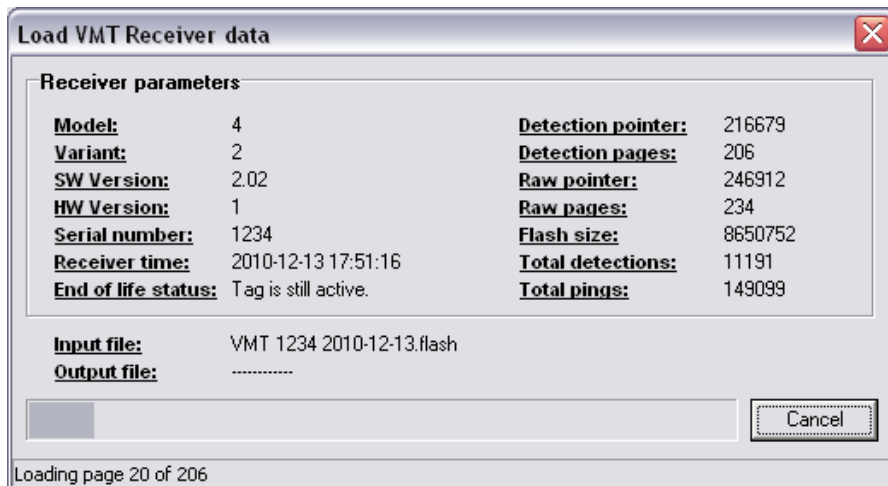 Load VMT Receiver data
Receiver parameters
Model: 4
Variant: 2
SW Version: 2.02
HW Version: 1
Serial number: 1234
Receiver time: 2010-12-13 17:51:16
End of life status: Tag is still active.
Detection pointer: 216679
Detection pages: 206
Raw pointer: 246912
Raw pages: 234
Flash size: 8650752
Total detections: 11191
Total pings: 149099
Input file: VMT 1234 2010-12-13.flash
Output file: ------------
Cancel
Loading page 20 of 206